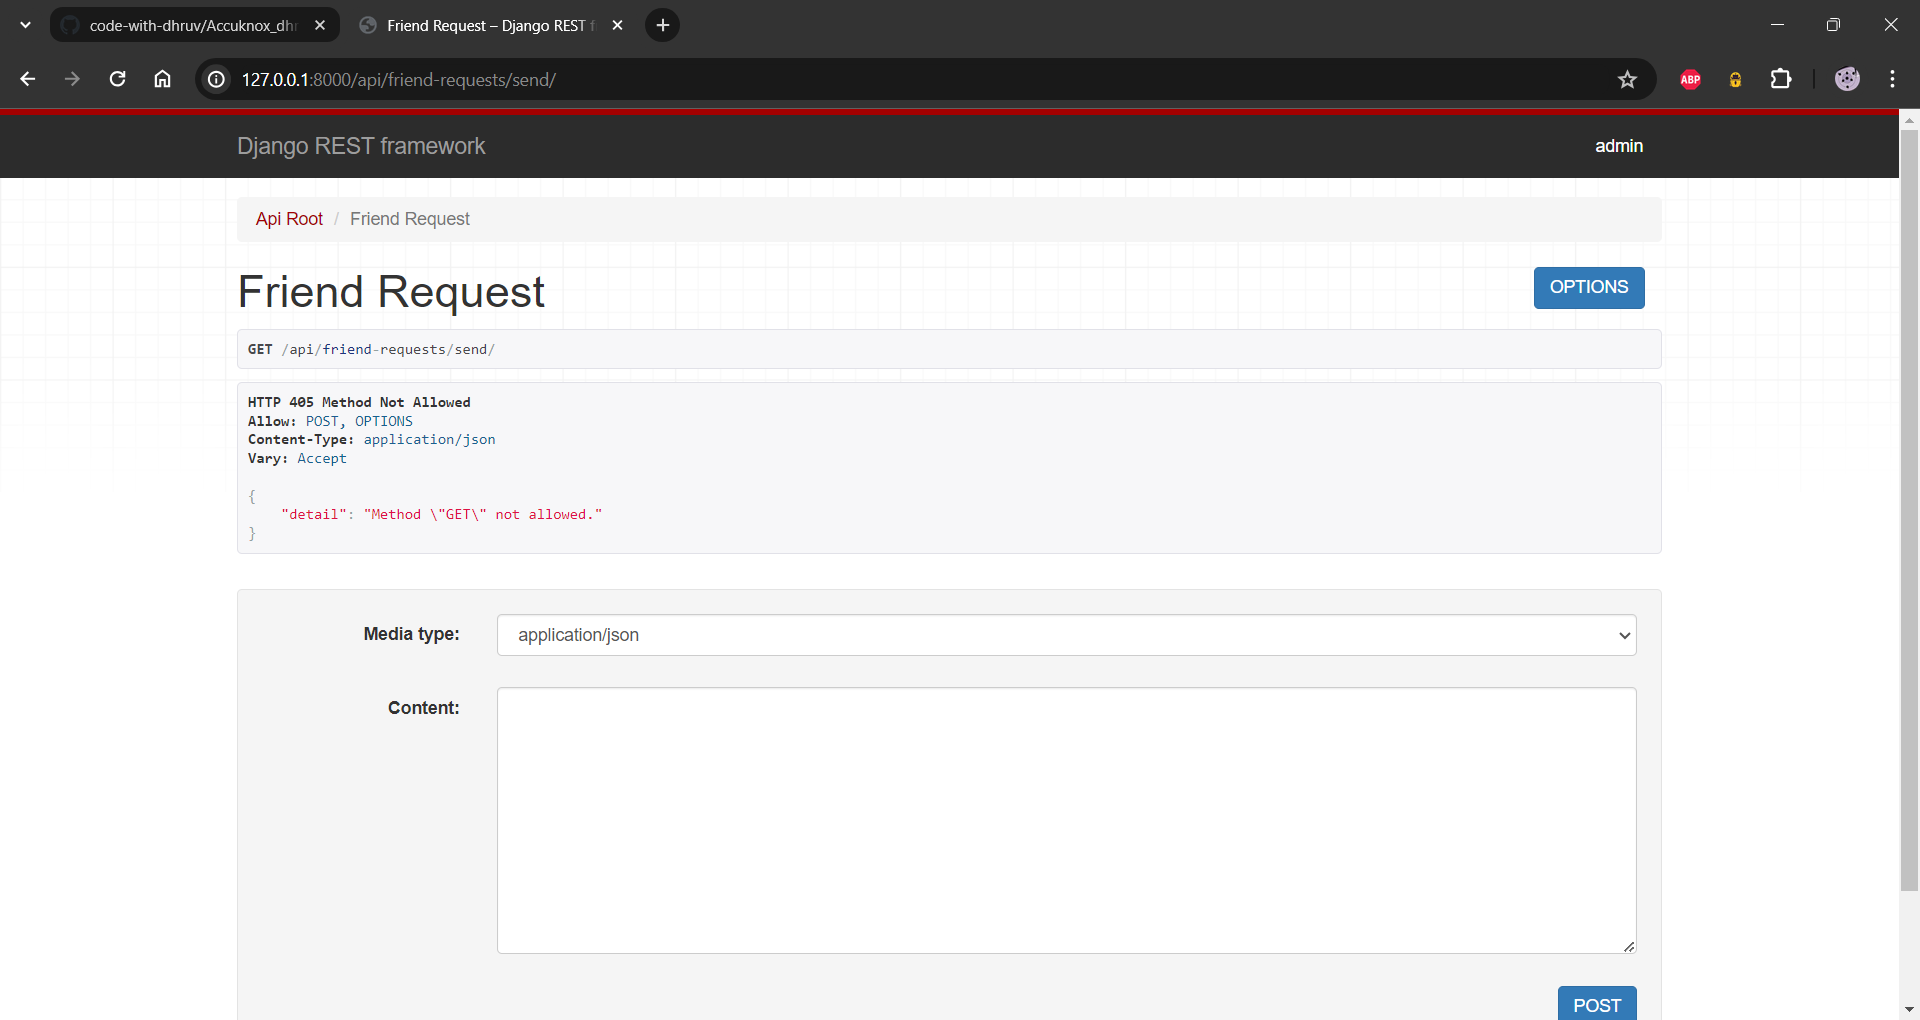 code-with-dhruv/Accuknox_dhr
Friend Request – Django REST f
127.0.0.1:8000/api/friend-requests/send/
ABP
Django REST framework
admin
Api Root / Friend Request
Friend Request
OPTIONS
GET /api/friend-requests/send/
HTTP 405 Method Not Allowed
Allow: POST, OPTIONS
Content-Type: application/json
Vary: Accept
{
    "detail": "Method \"GET\" not allowed."
}
Media type:
application/json
Content:
POST